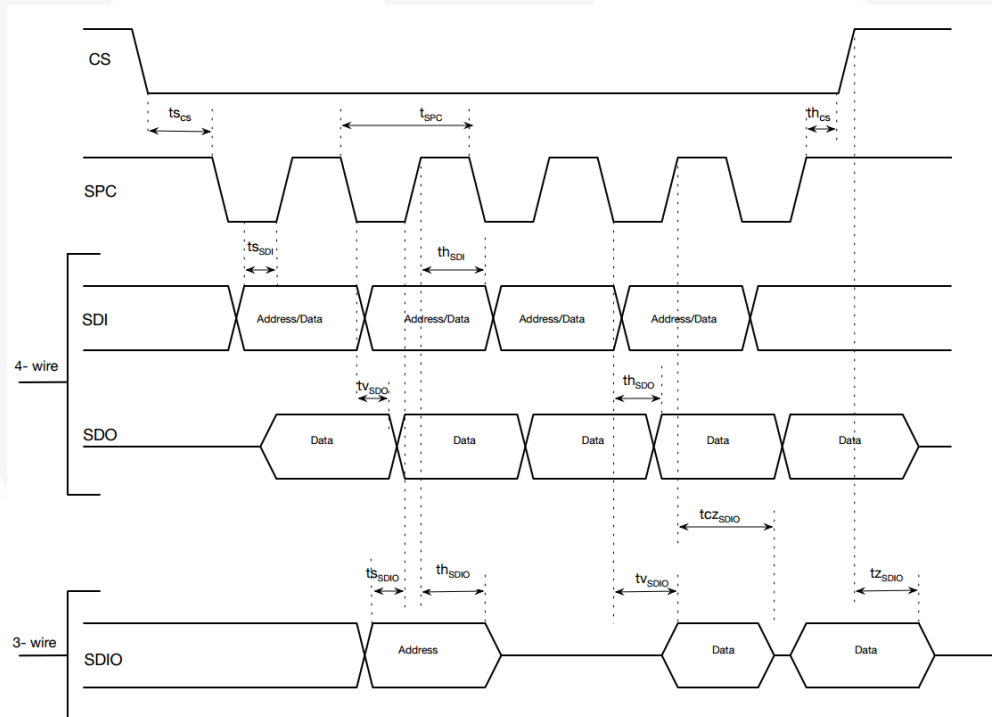 CS
tsCS
tSPC
thCS
SPC
tsSDI
thSDI
SDI
Address/Data
Address/Data
Address/Data
Address/Data
4- wire
tvSDO
thSDO
SDO
Data
Data
Data
Data
Data
tczSDIO
tsSDIO
thSDIO
tvSDIO
tzSDIO
3- wire
SDIO
Address
Data
Data